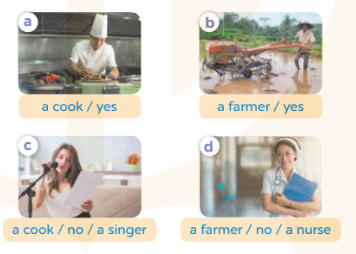 a
b
a cook / yes
a farmer / yes
c
d
a cook / no / a singer
a farmer / no / a nurse